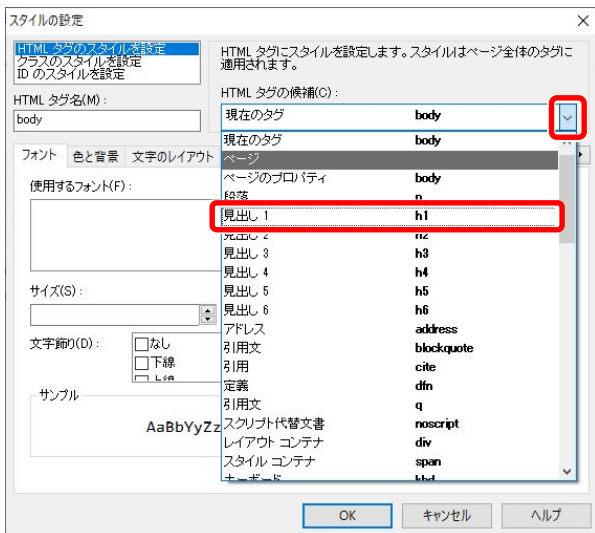 スタイルの設定
HTML タグのスタイルを設定
クラスのスタイルを設定
ID のスタイルを設定
HTML タグにスタイルを設定します。スタイルはページ全体のタグに
適用されます。
HTML タグ名(M):
body
HTML タグの候補(C):
現在のタグ body
現在のタグ body
ページ
ページのプロパティ body
段落 p
見出し 1 h1
見出し 2 h2
見出し 3 h3
見出し 4 h4
見出し 5 h5
見出し 6 h6
アドレス address
引用文 blockquote
引用 cite
定義 dfn
引用文 q
スクリプト代替文書 noscript
レイアウト コンテナ div
スタイル コンテナ span
キーボード kbd
フォント 色と背景 文字のレイアウト
使用するフォント(F):
サイズ(S):
文字飾り(D):
なし
下線
上線
サンプル
AaBbYyZz
OK キャンセル ヘルプ